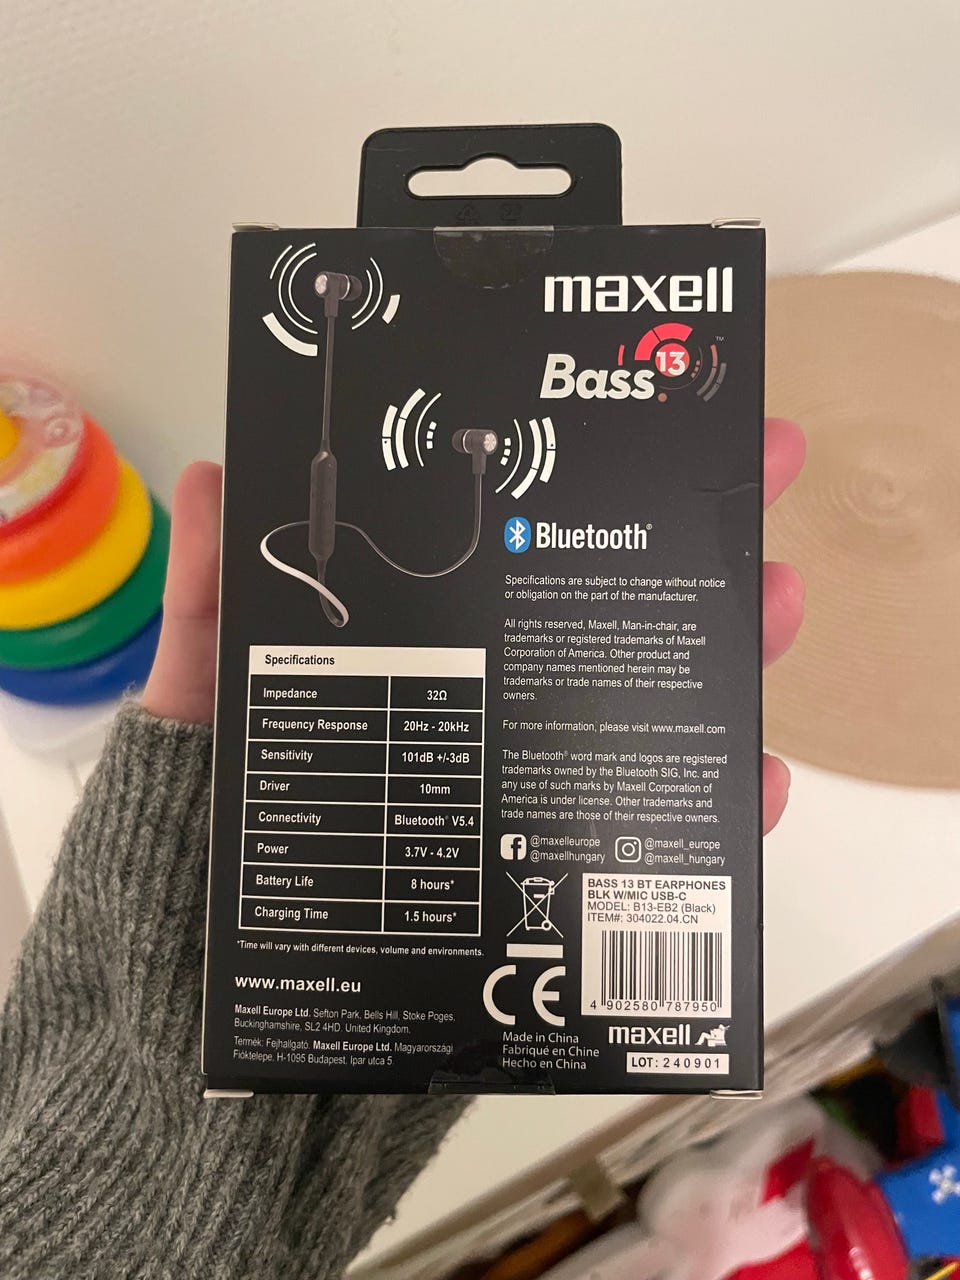 maxell
Bass 13 ™
Bluetooth®
Specifications are subject to change without notice
or obligation on the part of the manufacturer.
All rights reserved, Maxell, Man-in-chair, are
trademarks or registered trademarks of Maxell
Corporation of America. Other product and
company names mentioned herein may be
trademarks or trade names of their respective
owners.
For more information, please visit www.maxell.com
The Bluetooth® word mark and logos are registered
trademarks owned by the Bluetooth SIG, Inc. and
any use of such marks by Maxell Corporation of
America is under license. Other trademarks and
trade names are those of their respective owners.
@maxelleurope
@maxellhungary
@maxell_europe
@maxell_hungary
Specifications
Impedance 32Ω
Frequency Response 20Hz - 20kHz
Sensitivity 101dB +/-3dB
Driver 10mm
Connectivity Bluetooth® V5.4
Power 3.7V - 4.2V
Battery Life 8 hours*
Charging Time 1.5 hours*
*Time will vary with different devices, volume and environments.
www.maxell.eu
Maxell Europe Ltd. Sefton Park, Bells Hill, Stoke Poges,
Buckinghamshire, SL2 4HD. United Kingdom.
Termék: Fejhallgató. Maxell Europe Ltd. Magyarországi
Fióktelepe, H-1095 Budapest, Ipar utca 5.
BASS 13 BT EARPHONES
BLK W/MIC USB-C
MODEL: B13-EB2 (Black)
ITEM#: 304022.04.CN
4 902580 787950
CE
Made in China
Fabriqué en Chine
Hecho en China
maxell
LOT: 240901